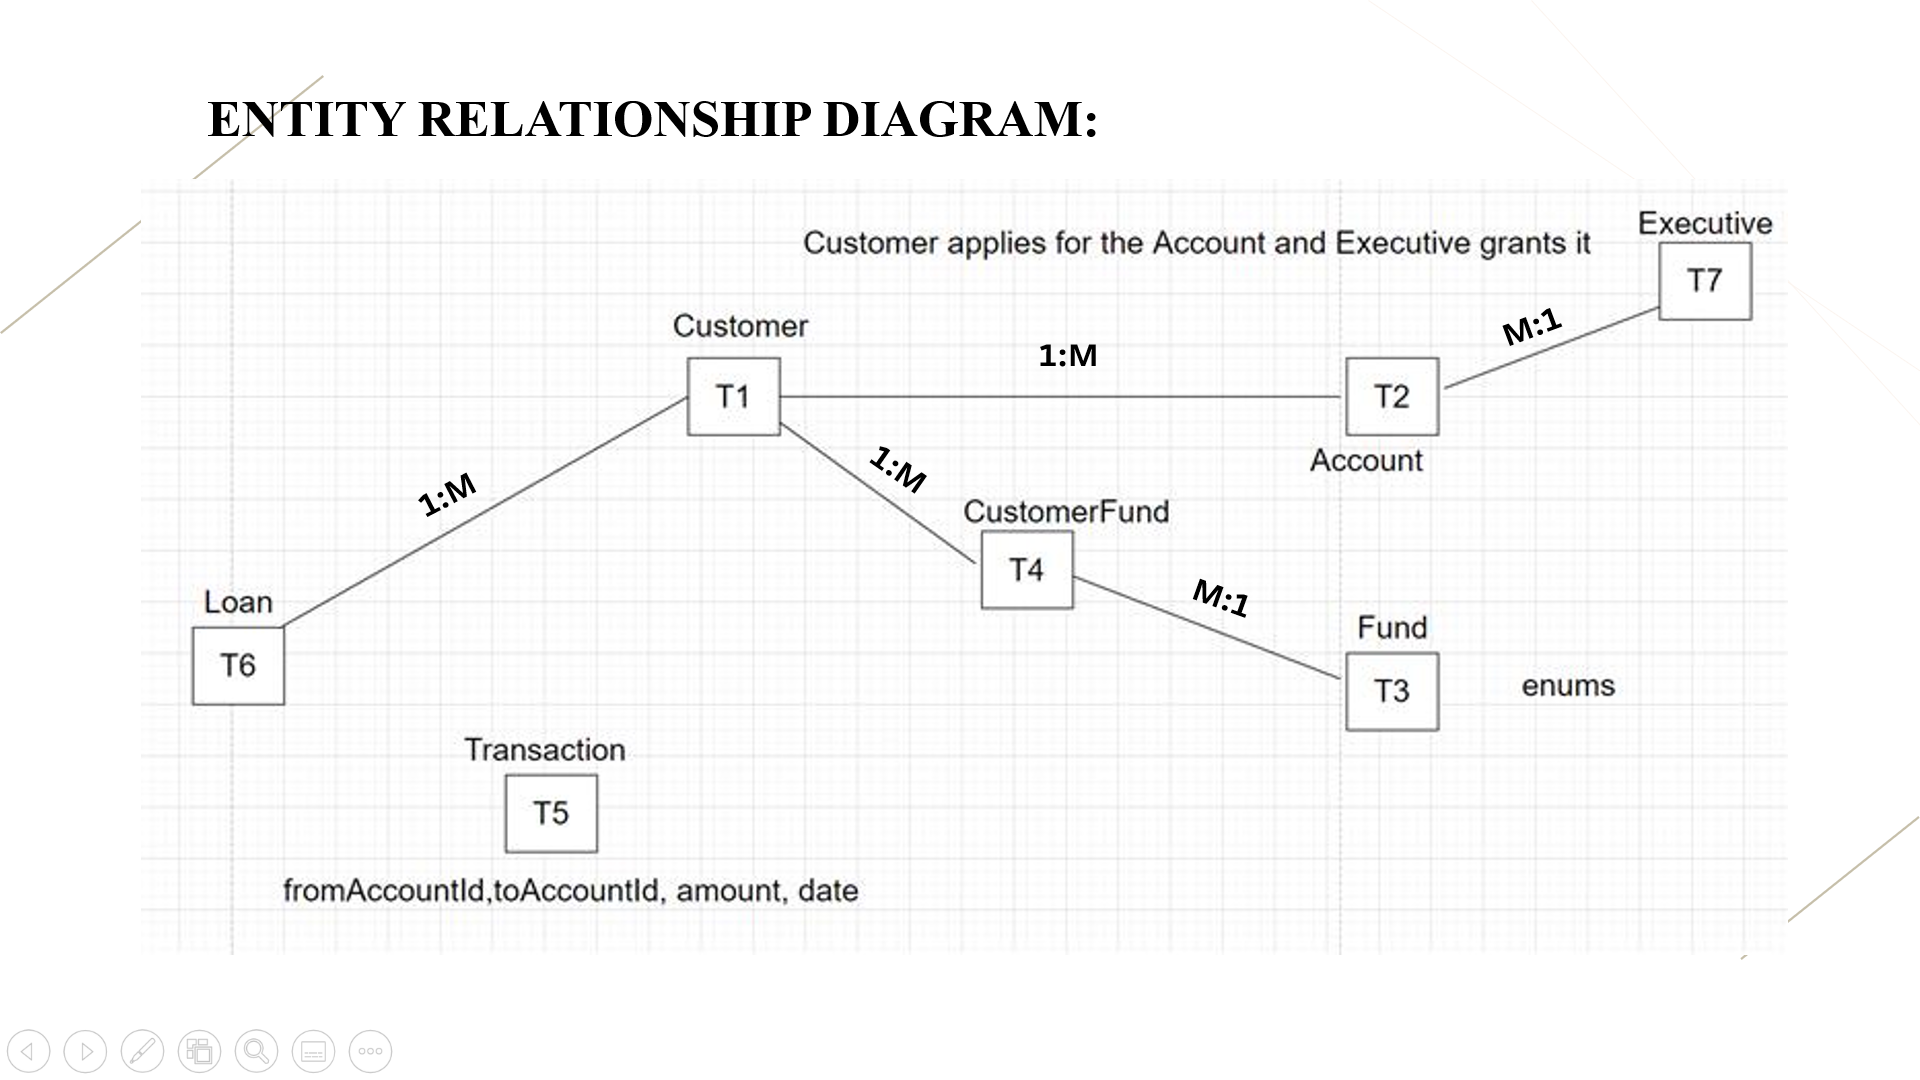 ENTITY RELATIONSHIP DIAGRAM:
Executive
Customer applies for the Account and Executive grants it
T7
M:1
Customer
1:M
T1
T2
Account
1:M
1:M
CustomerFund
T4
M:1
Loan
T6
Fund
T3
enums
Transaction
T5
fromAccountId,toAccountId, amount, date